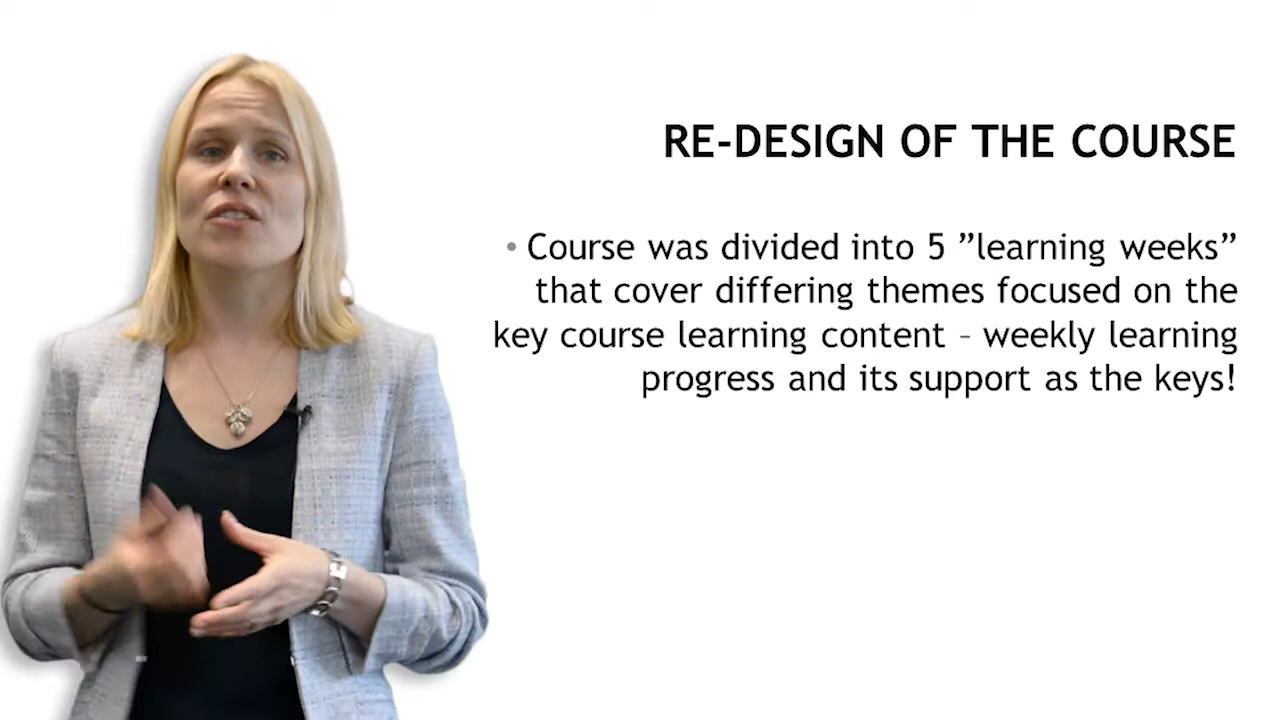 RE-DESIGN OF THE COURSE
• Course was divided into 5 ”learning weeks”
that cover differing themes focused on the
key course learning content – weekly learning
progress and its support as the keys!